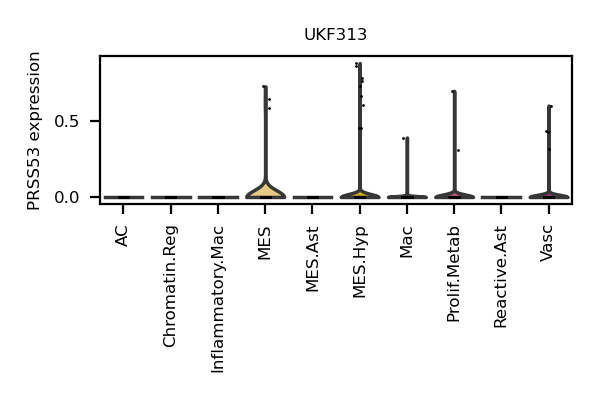 UKF313
PRSS53 expression
0.5
0.0
AC
Chromatin.Reg
Inflammatory.Mac
MES
MES.Ast
MES.Hyp
Mac
Prolif.Metab
Reactive.Ast
Vasc